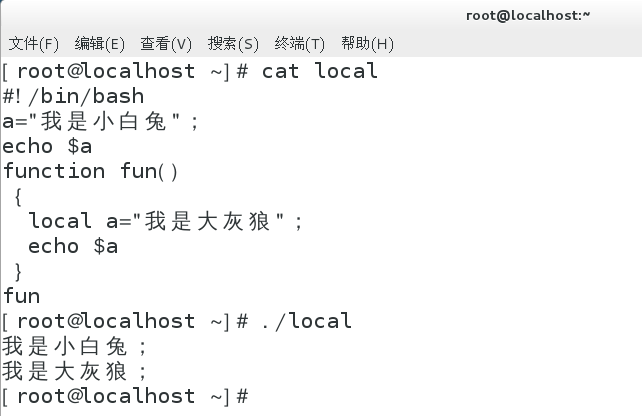 root@localhost:~
文件(F) 编辑(E) 查看(V) 搜索(S) 终端(T) 帮助(H)
[root@localhost ~]# cat local
#!/bin/bash
a="我是小白兔";
echo $a
function fun()
{
local a="我是大灰狼";
echo $a
}
fun
[root@localhost ~]# ./local
我是小白兔;
我是大灰狼;
[root@localhost ~]#